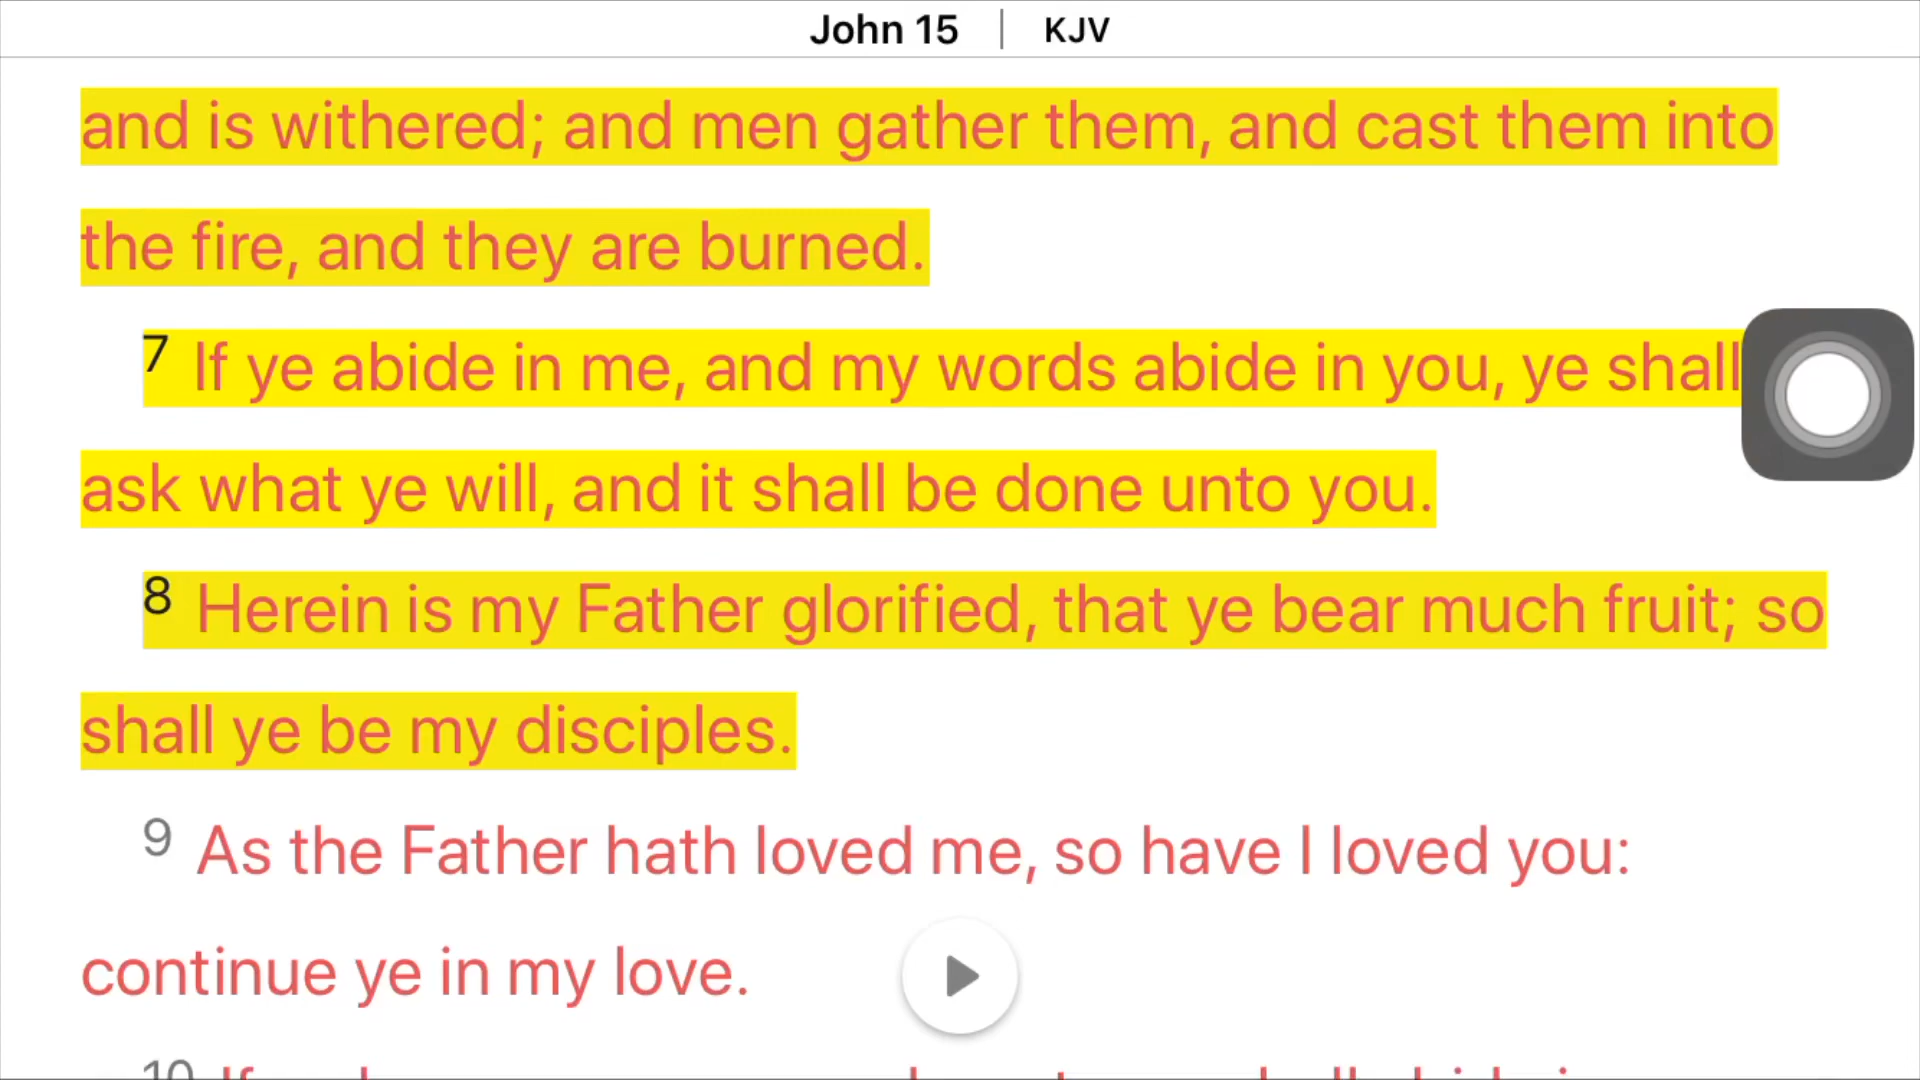 John 15 | KJV
and is withered; and men gather them, and cast them into
the fire, and they are burned.
7 If ye abide in me, and my words abide in you, ye shall
ask what ye will, and it shall be done unto you.
8 Herein is my Father glorified, that ye bear much fruit; so
shall ye be my disciples.
9 As the Father hath loved me, so have I loved you:
continue ye in my love.
10 If